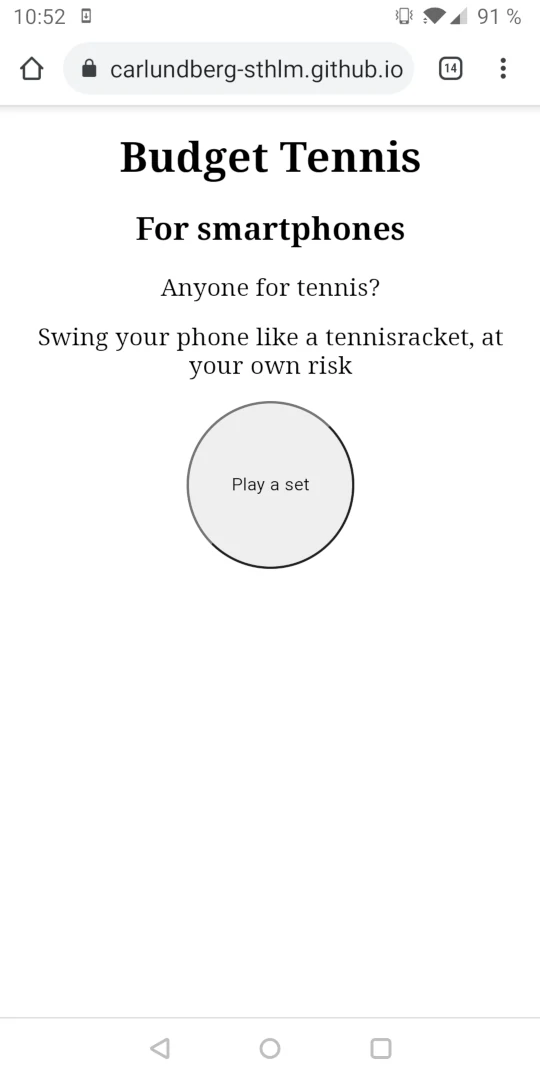 10:52 91 %
carlundberg-sthlm.github.io 14
Budget Tennis
For smartphones
Anyone for tennis?
Swing your phone like a tennisracket, at
your own risk
Play a set